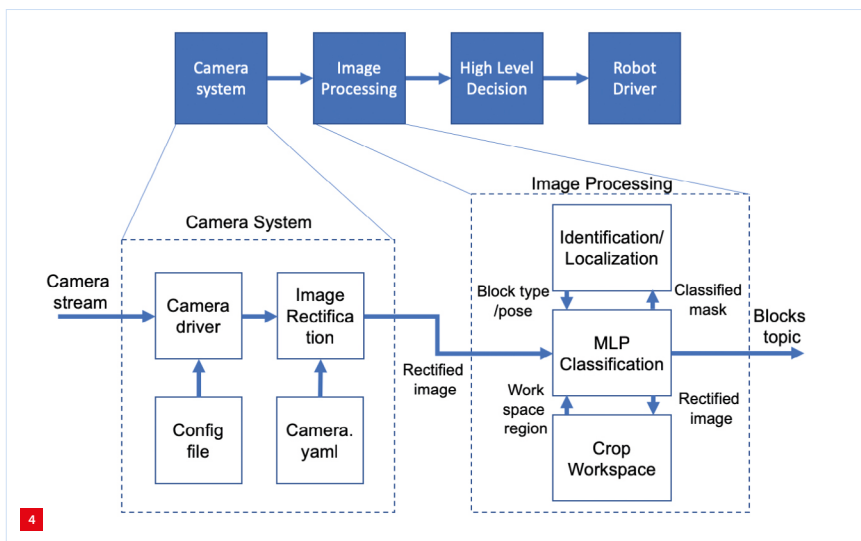 Camera
system
Image
Processing
High Level
Decision
Robot
Driver
Image Processing
Camera System
Identification/
Localization
Camera
stream
Camera
driver
Image
Rectifica
tion
Block type
/pose
Classified
mask
Blocks
topic
MLP
Classification
Rectified
image
Work
space
region
Rectified
image
Config
file
Camera.
yaml
Crop
Workspace
4